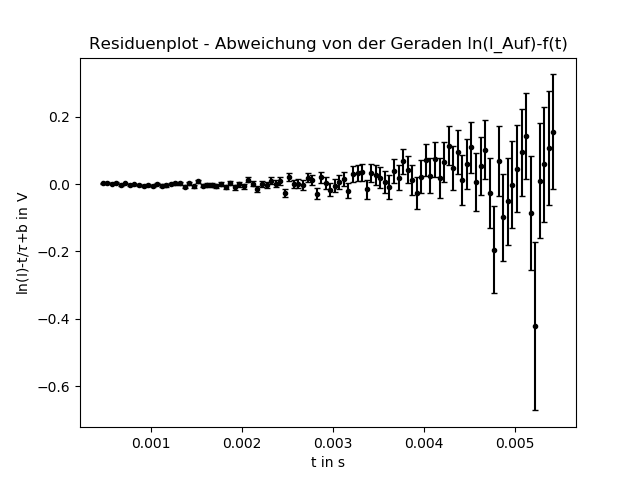 Residuenplot - Abweichung von der Geraden ln(I_Auf)-f(t)
0.2
0.0
−0.2
−0.4
−0.6
ln(I)-t/τ+b in V
0.001 0.002 0.003 0.004 0.005
t in s